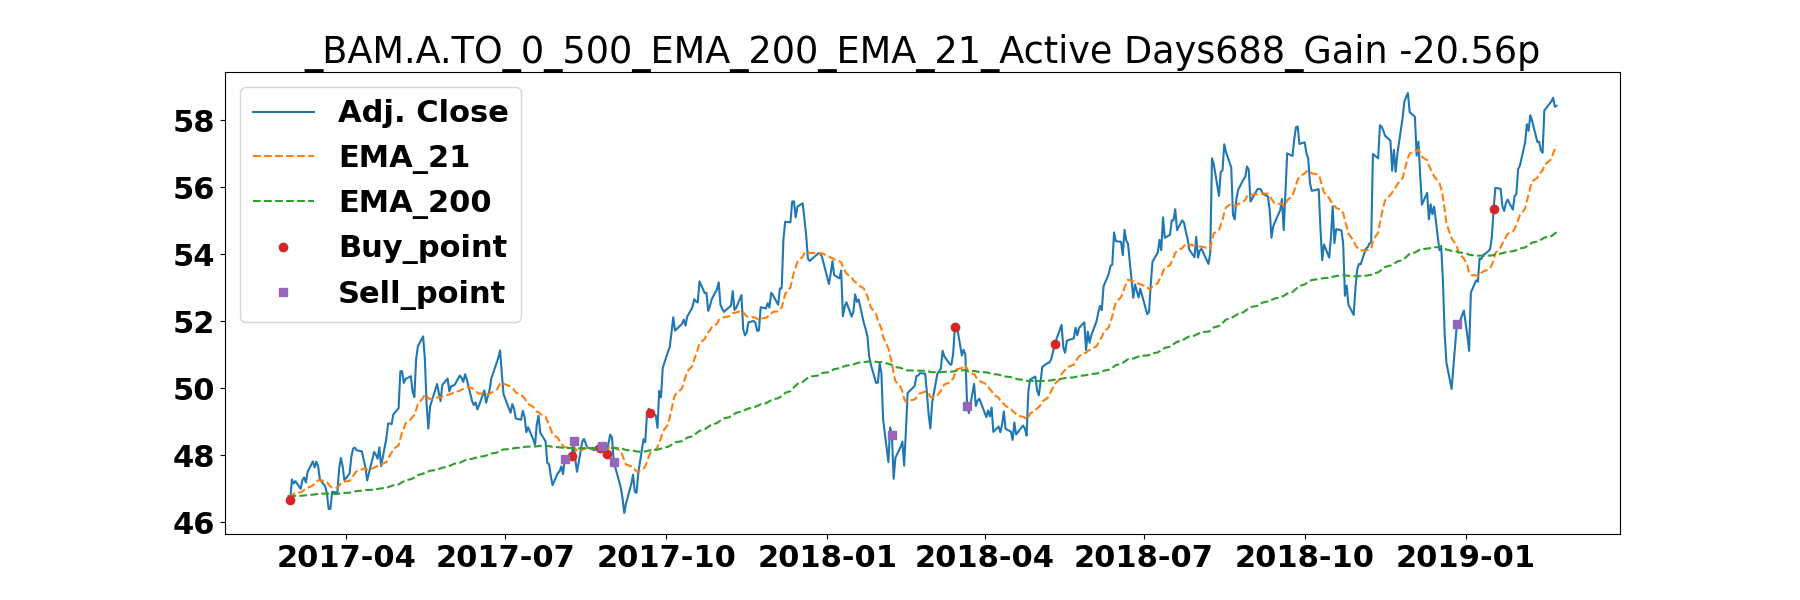 _BAM.A.TO_0_500_EMA_200_EMA_21_Active Days688_Gain -20.56p
Adj. Close
EMA_21
EMA_200
Buy_point
Sell_point
58
56
54
52
50
48
46
2017-04 2017-07 2017-10 2018-01 2018-04 2018-07 2018-10 2019-01